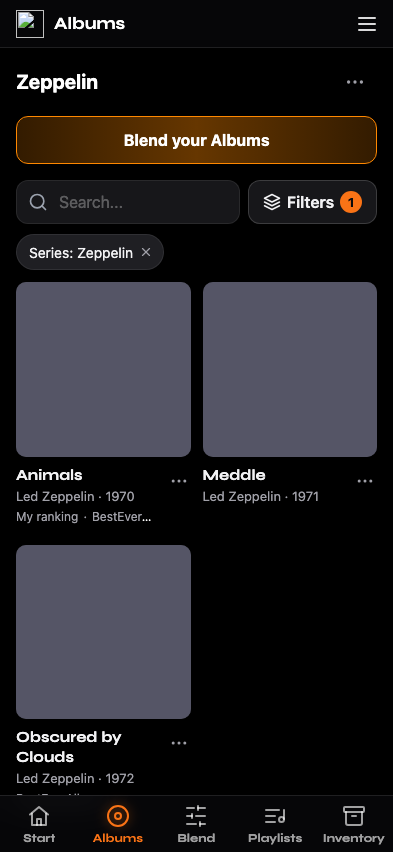 Albums
Zeppelin
Blend your Albums
Search...
Filters 1
Series: Zeppelin ×
Animals
Led Zeppelin · 1970
My ranking · BestEver...
Meddle
Led Zeppelin · 1971
Obscured by
Clouds
Led Zeppelin · 1972
Start
Albums
Blend
Playlists
Inventory